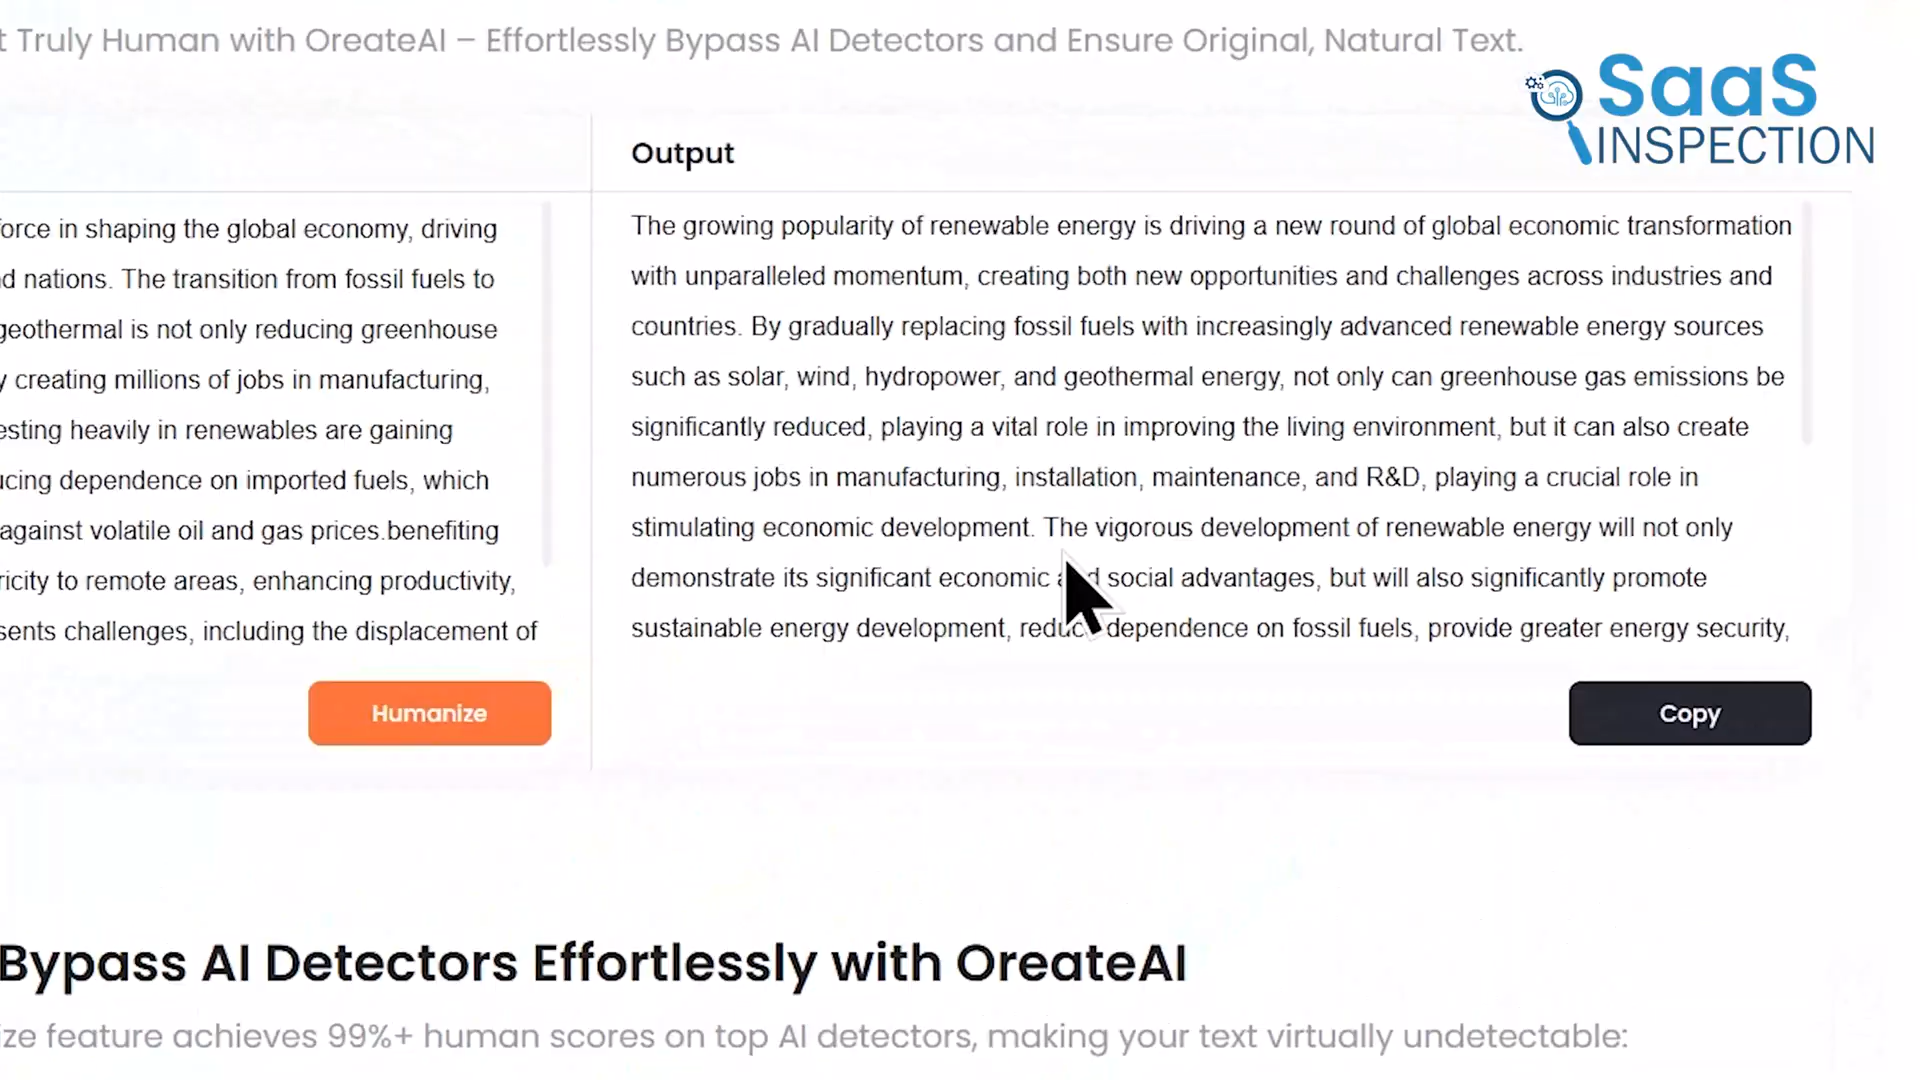 t Truly Human with OreateAI – Effortlessly Bypass AI Detectors and Ensure Original, Natural Text.
SaaS
INSPECTION
orce in shaping the global economy, driving
d nations. The transition from fossil fuels to
geothermal is not only reducing greenhouse
y creating millions of jobs in manufacturing,
esting heavily in renewables are gaining
ucing dependence on imported fuels, which
against volatile oil and gas prices.benefiting
ricity to remote areas, enhancing productivity,
sents challenges, including the displacement of
Humanize
Output
The growing popularity of renewable energy is driving a new round of global economic transformation
with unparalleled momentum, creating both new opportunities and challenges across industries and
countries. By gradually replacing fossil fuels with increasingly advanced renewable energy sources
such as solar, wind, hydropower, and geothermal energy, not only can greenhouse gas emissions be
significantly reduced, playing a vital role in improving the living environment, but it can also create
numerous jobs in manufacturing, installation, maintenance, and R&D, playing a crucial role in
stimulating economic development. The vigorous development of renewable energy will not only
demonstrate its significant economic and social advantages, but will also significantly promote
sustainable energy development, reduce dependence on fossil fuels, provide greater energy security,
Copy
Bypass AI Detectors Effortlessly with OreateAI
ize feature achieves 99%+ human scores on top AI detectors, making your text virtually undetectable: